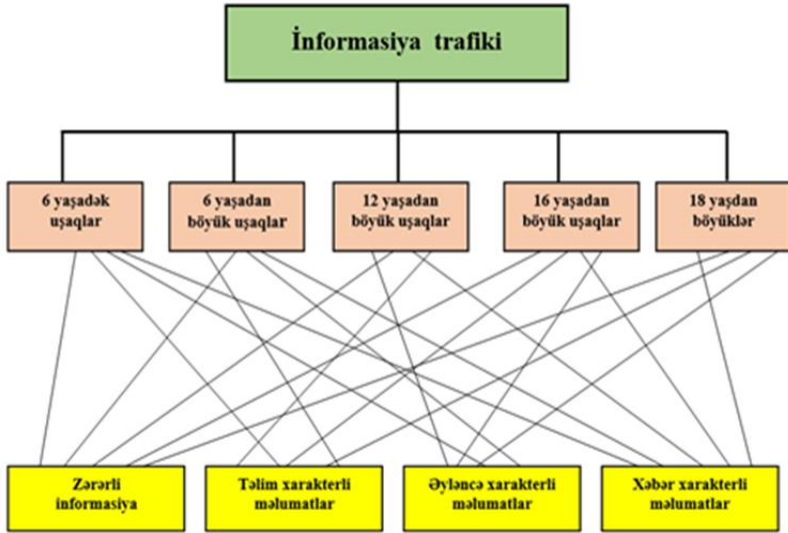 İnformasiya trafiki
6 yaşadək
uşaqlar
6 yaşadan
böyük uşaqlar
12 yaşadan
böyük uşaqlar
16 yaşadan
böyük uşaqlar
18 yaşdan
böyüklər
Zərərli
informasiya
Təlim xarakterli
məlumatlar
Əyləncə xarakterli
məlumatlar
Xəbər xarakterli
məlumatlar